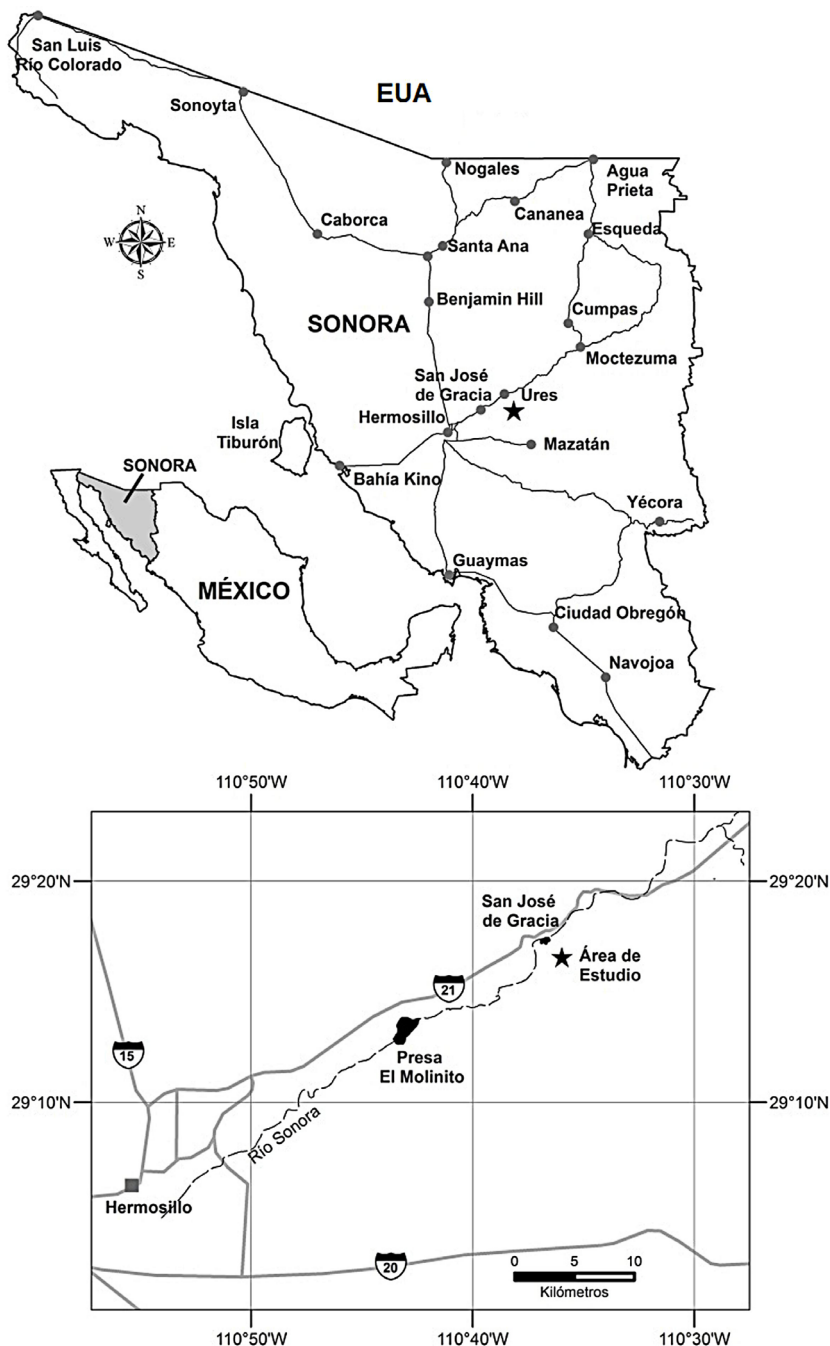 San Luis
Río Colorado
Sonoyta
EUA
Nogales
Agua
Prieta
Cananea
Caborca
Esqueda
Santa Ana
N
W
E
S
Benjamin Hill
Cumpas
SONORA
Moctezuma
San José
de Gracia
Ures
Hermosillo
Isla
Tiburón
Mazatán
SONORA
Bahía Kino
Yécora
Guaymas
MÉXICO
Ciudad Obregón
Navojoa
110°50'W
110°40'W
110°30'W
29°20'N
29°20'N
San José
de Gracia
Área de
Estudio
21
15
Presa
El Molinito
29°10'N
29°10'N
Río Sonora
Hermosillo
20
0
5
10
Kilómetros
110°50'W
110°40'W
110°30'W